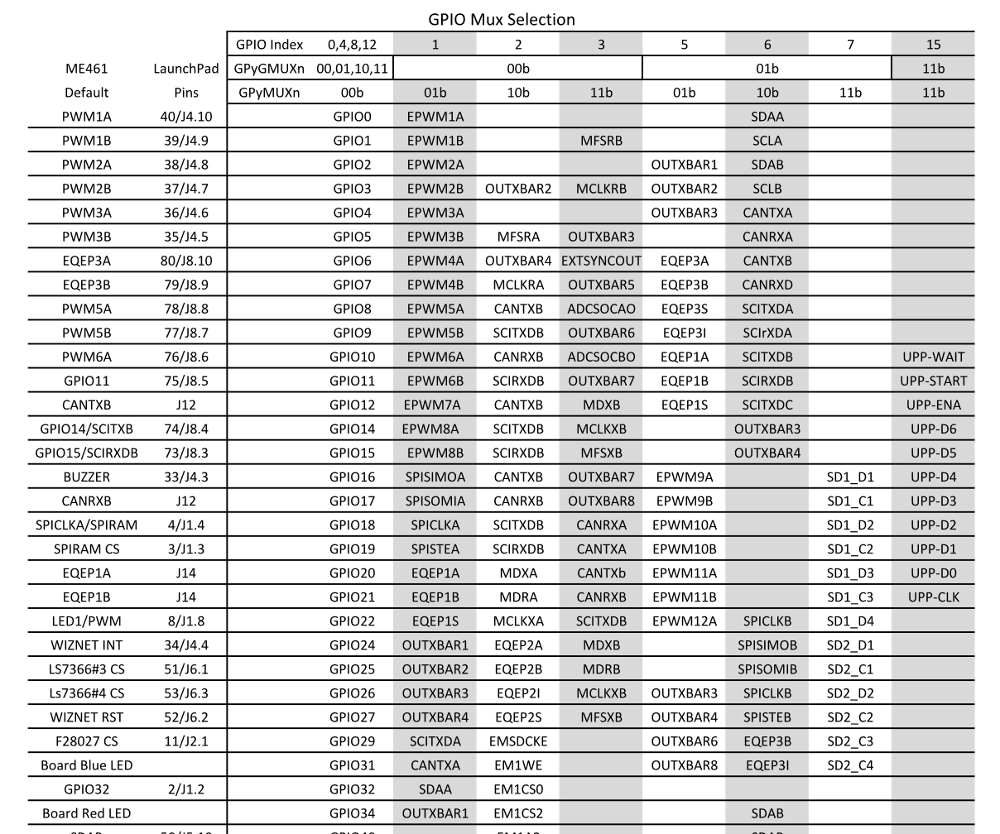 GPIO Mux Selection
GPIO Index 0,4,8,12 1 2 3 5 6 7 15
ME461 LaunchPad GPyGMUXn 00,01,10,11 00b 01b 11b
Default Pins GPyMUXn 00b 01b 10b 11b 01b 10b 11b 11b
PWM1A 40/J4.10 GPIO0 EPWM1A SDAA
PWM1B 39/J4.9 GPIO1 EPWM1B MFSRB SCLA
PWM2A 38/J4.8 GPIO2 EPWM2A OUTXBAR1 SDAB
PWM2B 37/J4.7 GPIO3 EPWM2B OUTXBAR2 MCLKRB OUTXBAR2 SCLB
PWM3A 36/J4.6 GPIO4 EPWM3A OUTXBAR3 CANTXA
PWM3B 35/J4.5 GPIO5 EPWM3B MFSRA OUTXBAR3 CANRXA
EQEP3A 80/J8.10 GPIO6 EPWM4A OUTXBAR4 EXTSYNCOUT EQEP3A CANTXB
EQEP3B 79/J8.9 GPIO7 EPWM4B MCLKRA OUTXBAR5 EQEP3B CANRXD
PWM5A 78/J8.8 GPIO8 EPWM5A CANTXB ADCSOCAO EQEP3S SCITXDA
PWM5B 77/J8.7 GPIO9 EPWM5B SCITXDB OUTXBAR6 EQEP3I SCIrXDA
PWM6A 76/J8.6 GPIO10 EPWM6A CANRXB ADCSOCBO EQEP1A SCITXDB UPP-WAIT
GPIO11 75/J8.5 GPIO11 EPWM6B SCIRXDB OUTXBAR7 EQEP1B SCIRXDB UPP-START
CANTXB J12 GPIO12 EPWM7A CANTXB MDXB EQEP1S SCITXDC UPP-ENA
GPIO14/SCITXB 74/J8.4 GPIO14 EPWM8A SCITXDB MCLKXB OUTXBAR3 UPP-D6
GPIO15/SCIRXDB 73/J8.3 GPIO15 EPWM8B SCIRXDB MFSXB OUTXBAR4 UPP-D5
BUZZER 33/J4.3 GPIO16 SPISIMOA CANTXB OUTXBAR7 EPWM9A SD1_D1 UPP-D4
CANRXB J12 GPIO17 SPISOMIA CANRXB OUTXBAR8 EPWM9B SD1_C1 UPP-D3
SPICLKA/SPIRAM 4/J1.4 GPIO18 SPICLKA SCITXDB CANRXA EPWM10A SD1_D2 UPP-D2
SPIRAM CS 3/J1.3 GPIO19 SPISTEA SCIRXDB CANTXA EPWM10B SD1_C2 UPP-D1
EQEP1A J14 GPIO20 EQEP1A MDXA CANTXb EPWM11A SD1_D3 UPP-D0
EQEP1B J14 GPIO21 EQEP1B MDRA CANRXB EPWM11B SD1_C3 UPP-CLK
LED1/PWM 8/J1.8 GPIO22 EQEP1S MCLKXA SCITXDB EPWM12A SPICLKB SD1_D4
WIZNET INT 34/J4.4 GPIO24 OUTXBAR1 EQEP2A MDXB SPISIMOB SD2_D1
LS7366#3 CS 51/J6.1 GPIO25 OUTXBAR2 EQEP2B MDRB SPISOMIB SD2_C1
Ls7366#4 CS 53/J6.3 GPIO26 OUTXBAR3 EQEP2I MCLKXB OUTXBAR3 SPICLKB SD2_D2
WIZNET RST 52/J6.2 GPIO27 OUTXBAR4 EQEP2S MFSXB OUTXBAR4 SPISTEB SD2_C2
F28027 CS 11/J2.1 GPIO29 SCITXDA EMSDCKE OUTXBAR6 EQEP3B SD2_C3
Board Blue LED GPIO31 CANTXA EM1WE OUTXBAR8 EQEP3I SD2_C4
GPIO32 2/J1.2 GPIO32 SDAA EM1CS0
Board Red LED GPIO34 OUTXBAR1 EM1CS2 SDAB